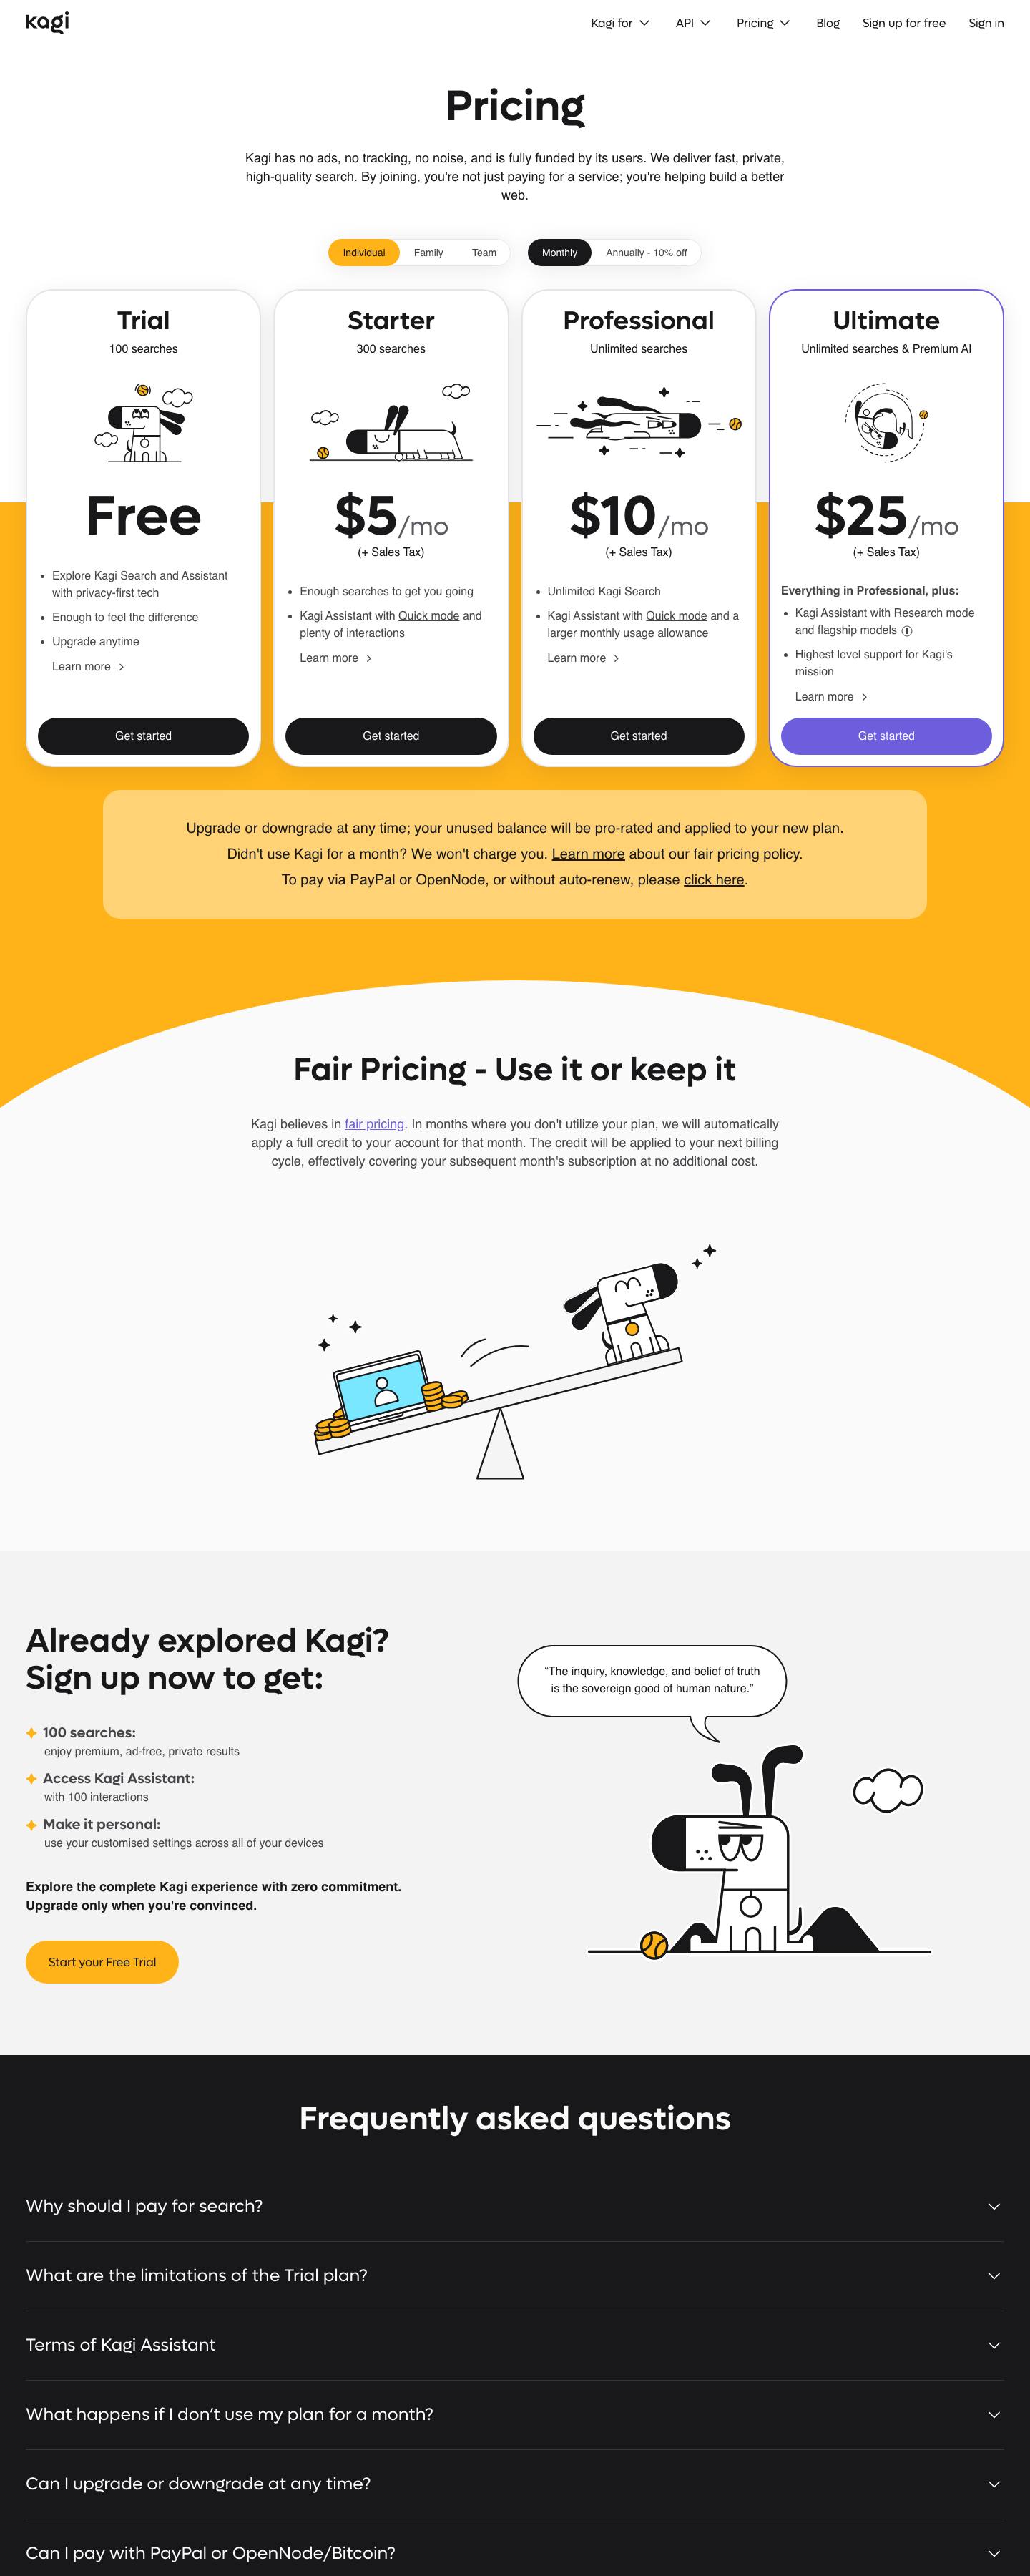 kagi
Kagi for
API
Pricing
Blog
Sign up for free
Sign in
Pricing
Kagi has no ads, no tracking, no noise, and is fully funded by its users. We deliver fast, private,
high-quality search. By joining, you're not just paying for a service; you're helping build a better
web.
Individual
Family
Team
Monthly
Annually - 10% off
Trial
100 searches
Free
Explore Kagi Search and Assistant
with privacy-first tech
Enough to feel the difference
Upgrade anytime
Learn more
Get started
Starter
300 searches
$5/mo
(+ Sales Tax)
Enough searches to get you going
Kagi Assistant with Quick mode and
plenty of interactions
Learn more
Get started
Professional
Unlimited searches
$10/mo
(+ Sales Tax)
Unlimited Kagi Search
Kagi Assistant with Quick mode and a
larger monthly usage allowance
Learn more
Get started
Ultimate
Unlimited searches & Premium AI
$25/mo
(+ Sales Tax)
Everything in Professional, plus:
Kagi Assistant with Research mode
and flagship models
Highest level support for Kagi's
mission
Learn more
Get started
Upgrade or downgrade at any time; your unused balance will be pro-rated and applied to your new plan.
Didn't use Kagi for a month? We won't charge you. Learn more about our fair pricing policy.
To pay via PayPal or OpenNode, or without auto-renew, please click here.
Fair Pricing - Use it or keep it
Kagi believes in fair pricing. In months where you don't utilize your plan, we will automatically
apply a full credit to your account for that month. The credit will be applied to your next billing
cycle, effectively covering your subsequent month's subscription at no additional cost.
Already explored Kagi?
Sign up now to get:
100 searches:
enjoy premium, ad-free, private results
Access Kagi Assistant:
with 100 interactions
Make it personal:
use your customised settings across all of your devices
Explore the complete Kagi experience with zero commitment.
Upgrade only when you're convinced.
Start your Free Trial
“The inquiry, knowledge, and belief of truth
is the sovereign good of human nature.”
Frequently asked questions
Why should I pay for search?
What are the limitations of the Trial plan?
Terms of Kagi Assistant
What happens if I don’t use my plan for a month?
Can I upgrade or downgrade at any time?
Can I pay with PayPal or OpenNode/Bitcoin?